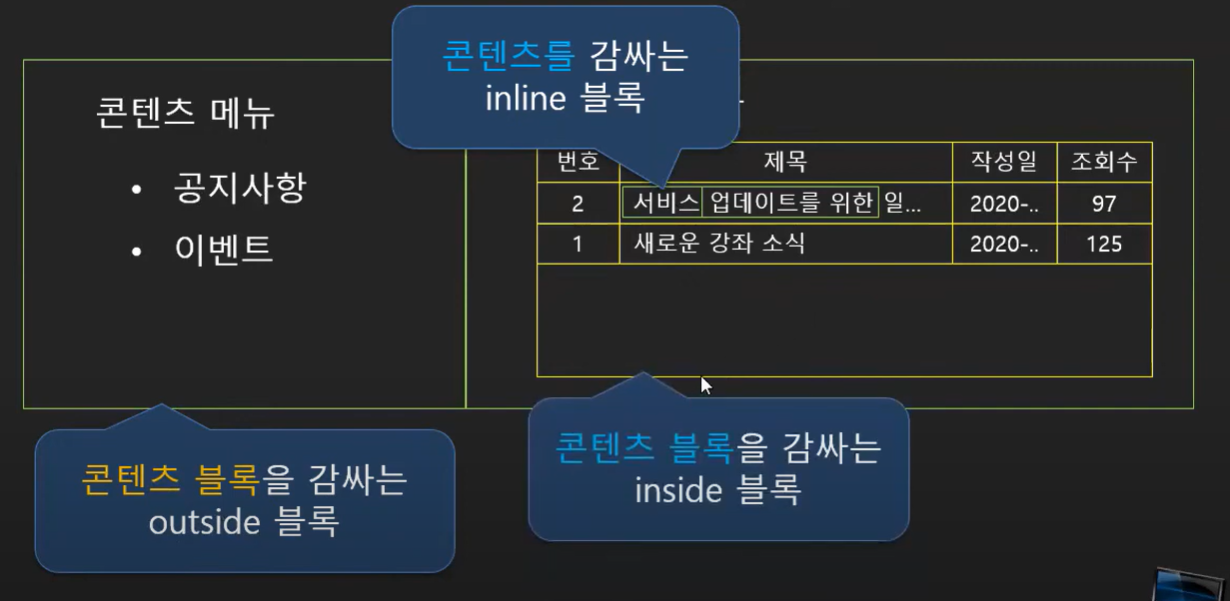 콘텐츠를 감싸는
inline 블록
콘텐츠 메뉴
• 공지사항
• 이벤트
번호 제목 작성일 조회수
2 서비스 업데이트를 위한 일... 2020-.. 97
1 새로운 강좌 소식 2020-.. 125
콘텐츠 블록을 감싸는
outside 블록
콘텐츠 블록을 감싸는
inside 블록